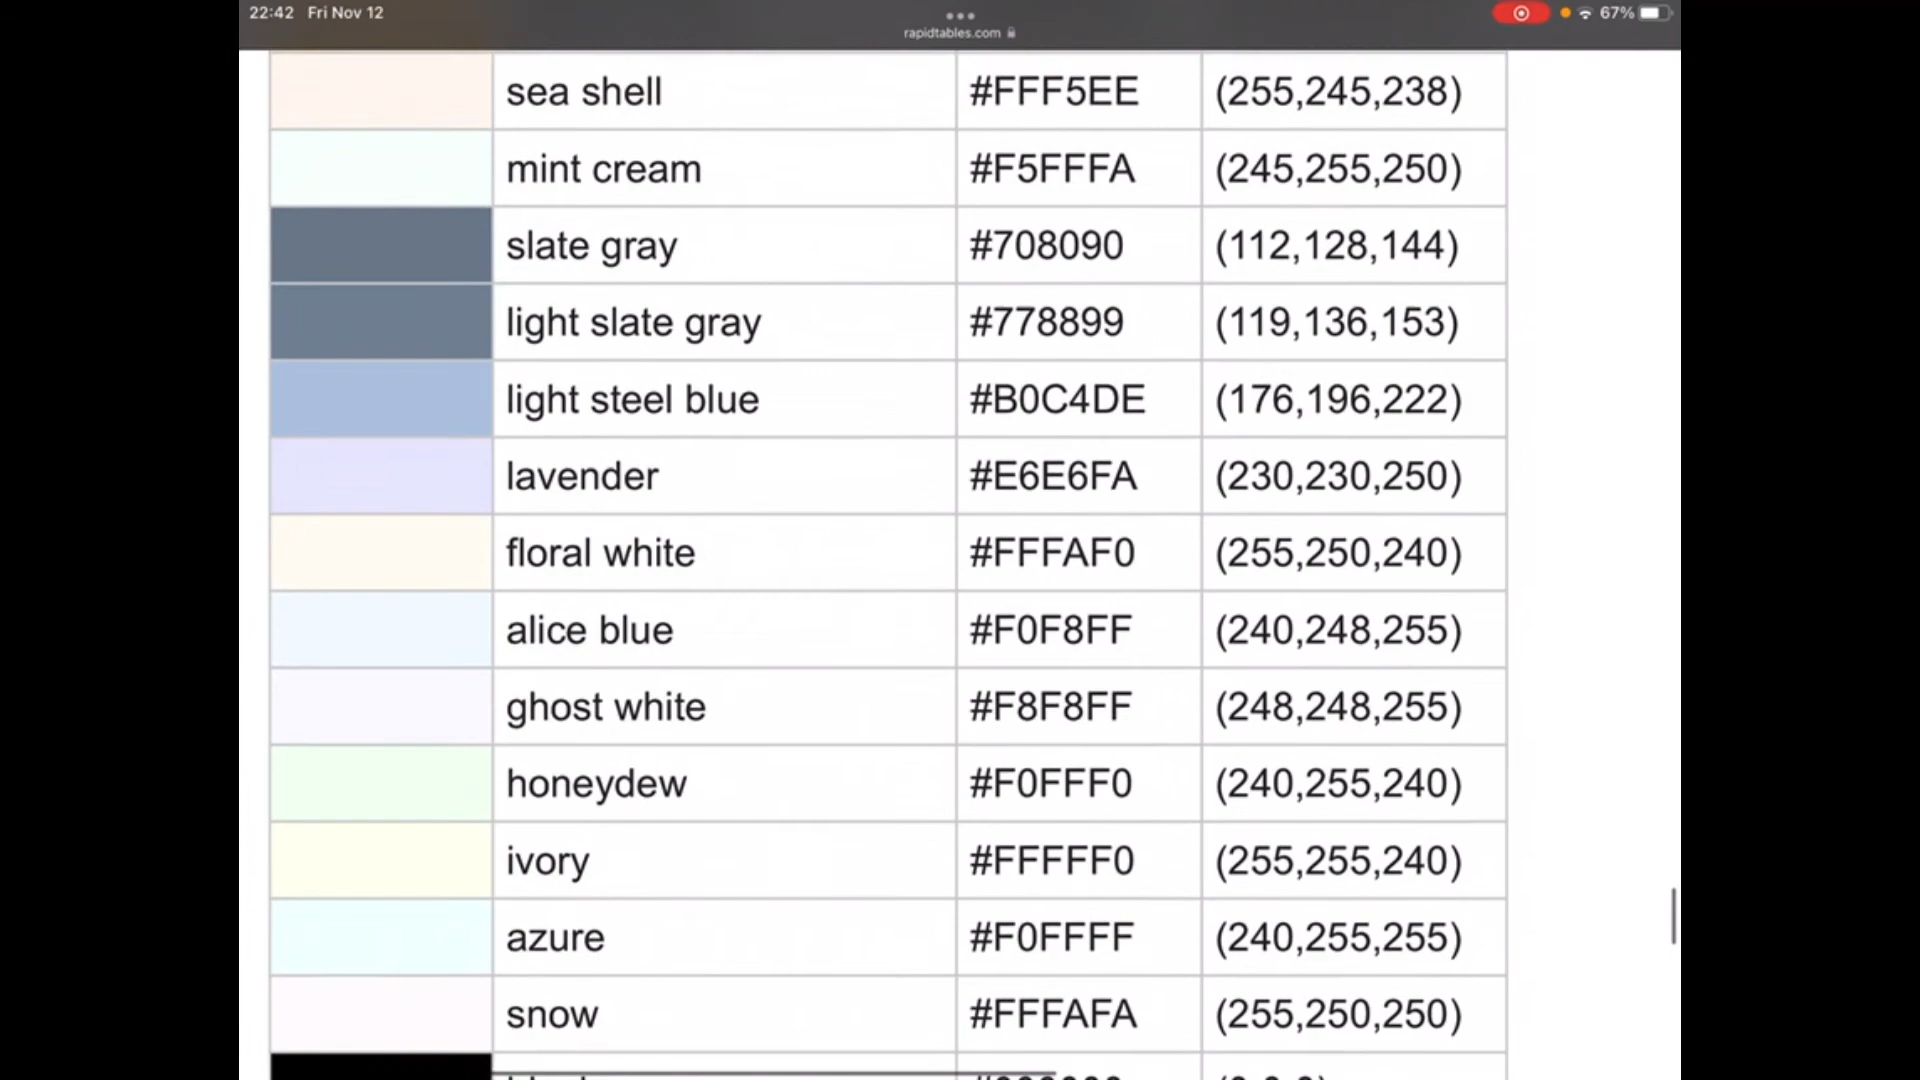 22:42 Fri Nov 12
67%
rapidtables.com
sea shell #FFF5EE (255,245,238)
mint cream #F5FFFA (245,255,250)
slate gray #708090 (112,128,144)
light slate gray #778899 (119,136,153)
light steel blue #B0C4DE (176,196,222)
lavender #E6E6FA (230,230,250)
floral white #FFFAF0 (255,250,240)
alice blue #F0F8FF (240,248,255)
ghost white #F8F8FF (248,248,255)
honeydew #F0FFF0 (240,255,240)
ivory #FFFFF0 (255,255,240)
azure #F0FFFF (240,255,255)
snow #FFFAFA (255,250,250)